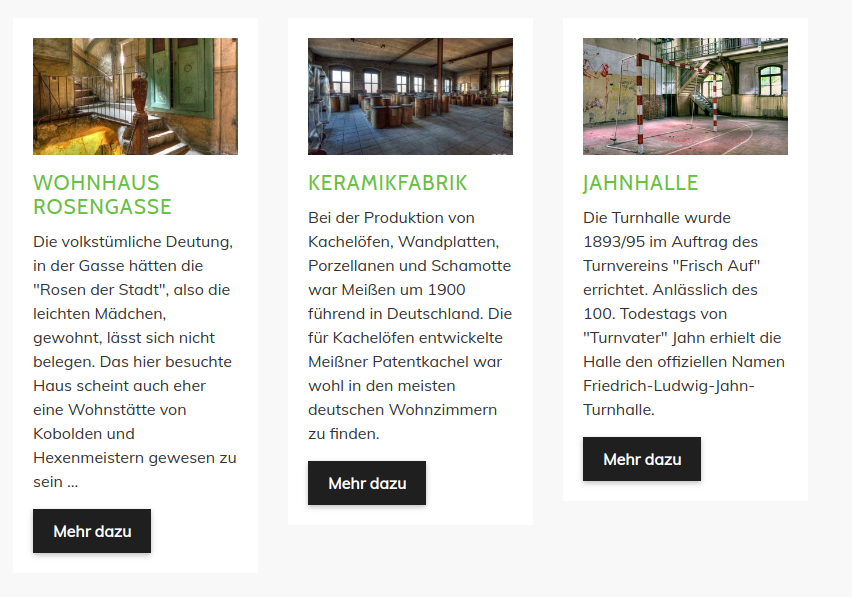 WOHNHAUS
ROSENGASSE
Die volkstümliche Deutung,
in der Gasse hätten die
"Rosen der Stadt", also die
leichten Mädchen,
gewohnt, lässt sich nicht
belegen. Das hier besuchte
Haus scheint auch eher
eine Wohnstätte von
Kobolden und
Hexenmeistern gewesen zu
sein ...
Mehr dazu
KERAMIKFABRIK
Bei der Produktion von
Kachelöfen, Wandplatten,
Porzellanen und Schamotte
war Meißen um 1900
führend in Deutschland. Die
für Kachelöfen entwickelte
Meißner Patentkachel war
wohl in den meisten
deutschen Wohnzimmern
zu finden.
Mehr dazu
JAHNHALLE
Die Turnhalle wurde
1893/95 im Auftrag des
Turnvereins "Frisch Auf"
errichtet. Anlässlich des
100. Todestags von
"Turnvater" Jahn erhielt die
Halle den offiziellen Namen
Friedrich-Ludwig-Jahn-
Turnhalle.
Mehr dazu